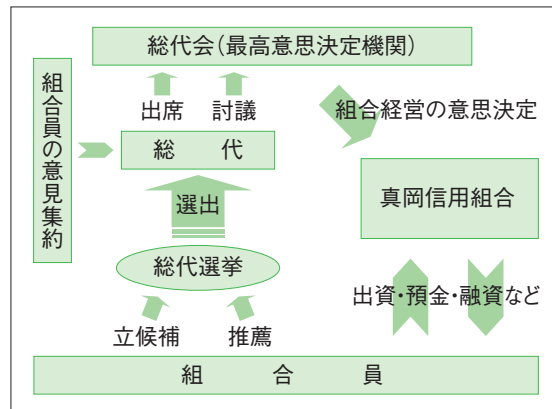 総代会（最高意思決定機関）
組合員の意見集約
出席
討議
組合経営の意思決定
総代
選出
真岡信用組合
総代選挙
出資・預金・融資など
立候補
推薦
組合員